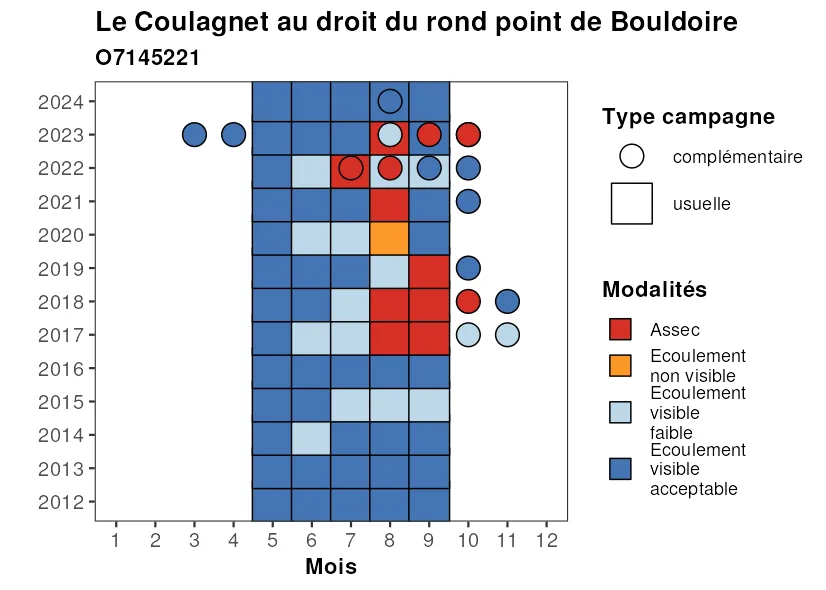 Le Coulagnet au droit du rond point de Bouldoire
O7145221
2024
2023
2022
2021
2020
2019
2018
2017
2016
2015
2014
2013
2012
1 2 3 4 5 6 7 8 9 10 11 12
Mois
Type campagne
complémentaire
usuelle
Modalités
Assec
Ecoulement
non visible
Ecoulement
visible
faible
Ecoulement
visible
acceptable